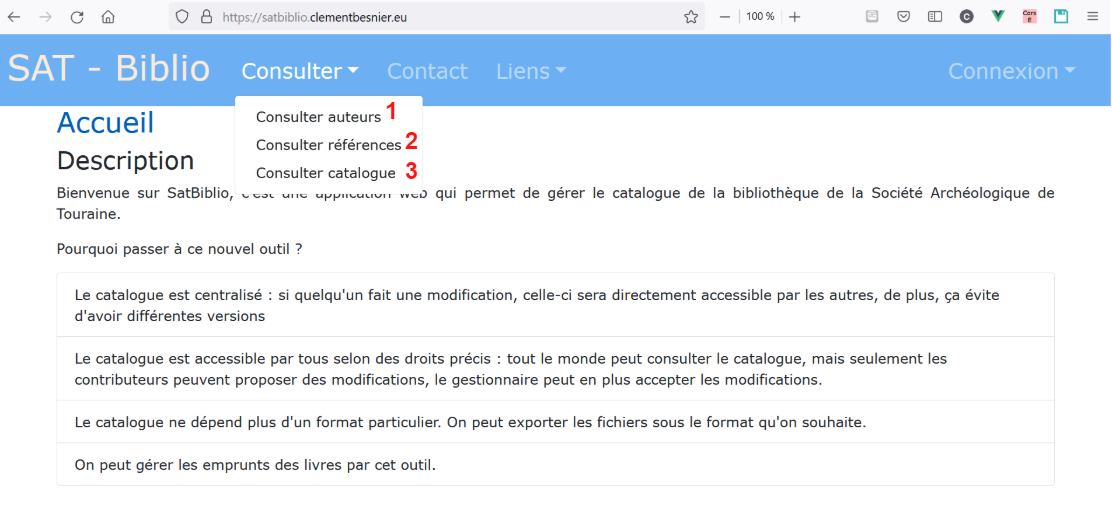 https://satbiblio.clementbesnier.eu
100 %
C
Cors
E
SAT - Biblio
Consulter
Contact
Liens
Connexion
Consulter auteurs 1
Consulter références 2
Consulter catalogue 3
Accueil
Description
Bienvenue sur SatBiblio, c'est une application web qui permet de gérer le catalogue de la bibliothèque de la Société Archéologique de
Touraine.
Pourquoi passer à ce nouvel outil ?
Le catalogue est centralisé : si quelqu'un fait une modification, celle-ci sera directement accessible par les autres, de plus, ça évite
d'avoir différentes versions
Le catalogue est accessible par tous selon des droits précis : tout le monde peut consulter le catalogue, mais seulement les
contributeurs peuvent proposer des modifications, le gestionnaire peut en plus accepter les modifications.
Le catalogue ne dépend plus d'un format particulier. On peut exporter les fichiers sous le format qu'on souhaite.
On peut gérer les emprunts des livres par cet outil.